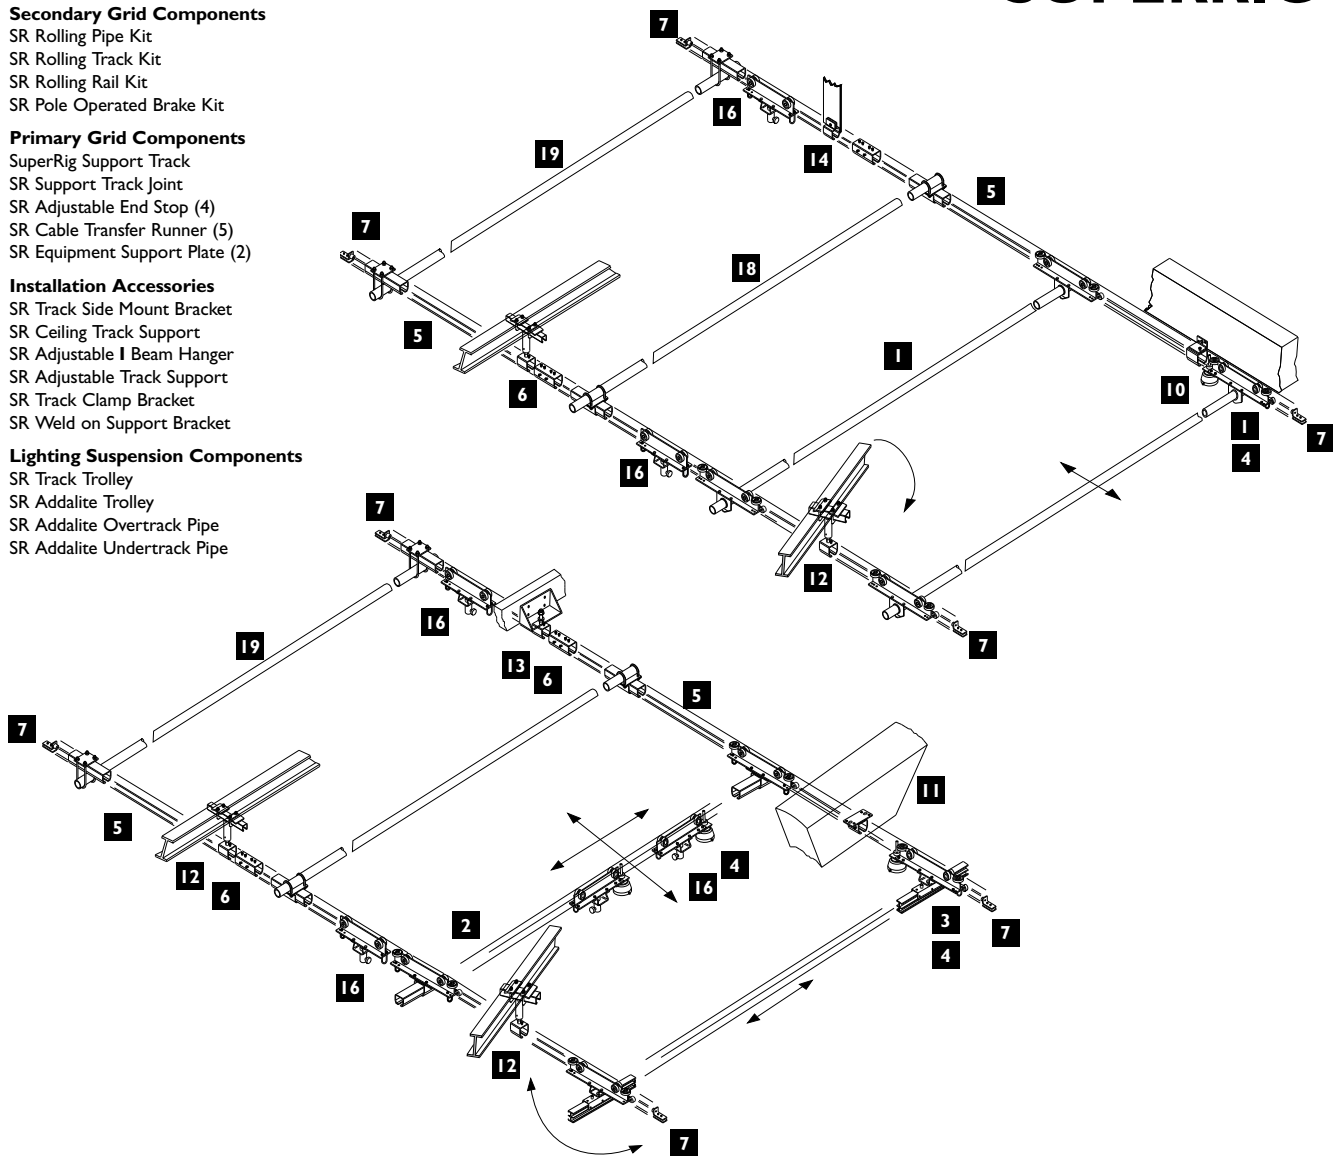 Secondary Grid Components
SR Rolling Pipe Kit
SR Rolling Track Kit
SR Rolling Rail Kit
SR Pole Operated Brake Kit
Primary Grid Components
SuperRig Support Track
SR Support Track Joint
SR Adjustable End Stop (4)
SR Cable Transfer Runner (5)
SR Equipment Support Plate (2)
Installation Accessories
SR Track Side Mount Bracket
SR Ceiling Track Support
SR Adjustable I Beam Hanger
SR Adjustable Track Support
SR Track Clamp Bracket
SR Weld on Support Bracket
Lighting Suspension Components
SR Track Trolley
SR Addalite Trolley
SR Addalite Overtrack Pipe
SR Addalite Undertrack Pipe
7
16
19
14
5
7
18
5
1
6
10
16
1
4
7
7
12
16
7
19
13
6
5
7
11
5
4
12
16
6
2
3
7
4
16
12
7